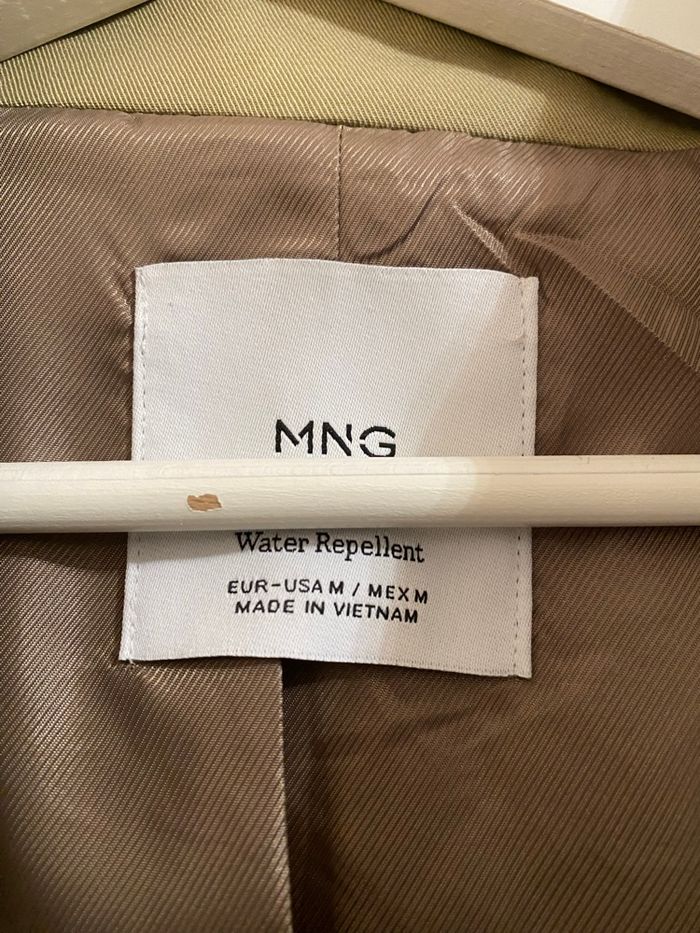 MNG
Water Repellent
EUR-USA M / MEX M
MADE IN VIETNAM